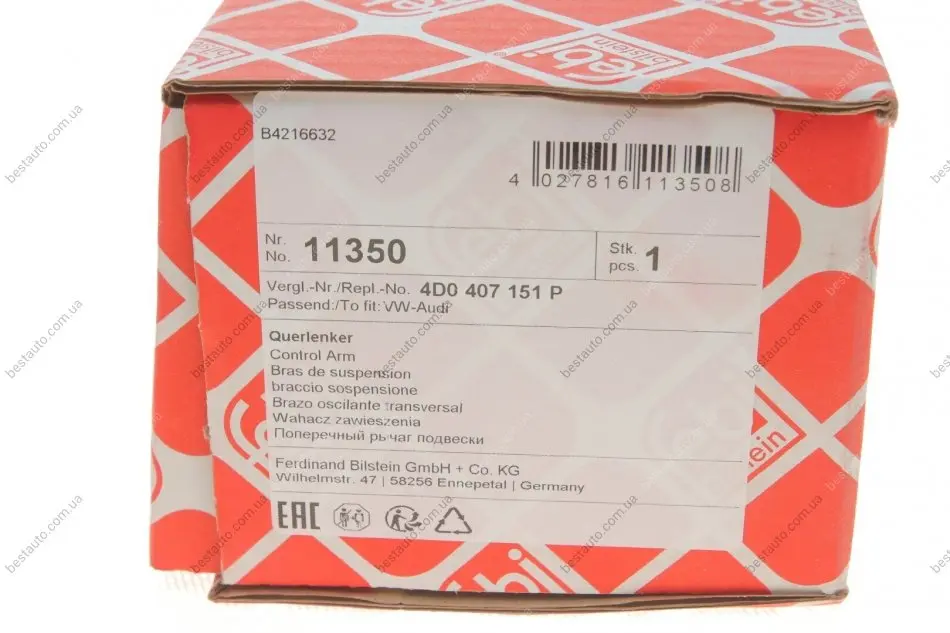 febi
bilstein
febi
bilstein
B4216632
4 027816 113508
Nr.
No. 11350
Stk.
pcs. 1
Vergl.-Nr./Repl.-No. 4D0 407 151 P
Passend:/To fit: VW-Audi
Querlenker
Control Arm
Bras de suspension
braccio sospensione
Brazo oscilante transversal
Wahacz zawieszenia
Поперечный рычаг подвески
Ferdinand Bilstein GmbH + Co. KG
Wilhelmstr. 47 | 58256 Ennepetal | Germany
EAC
bestauto.com.ua